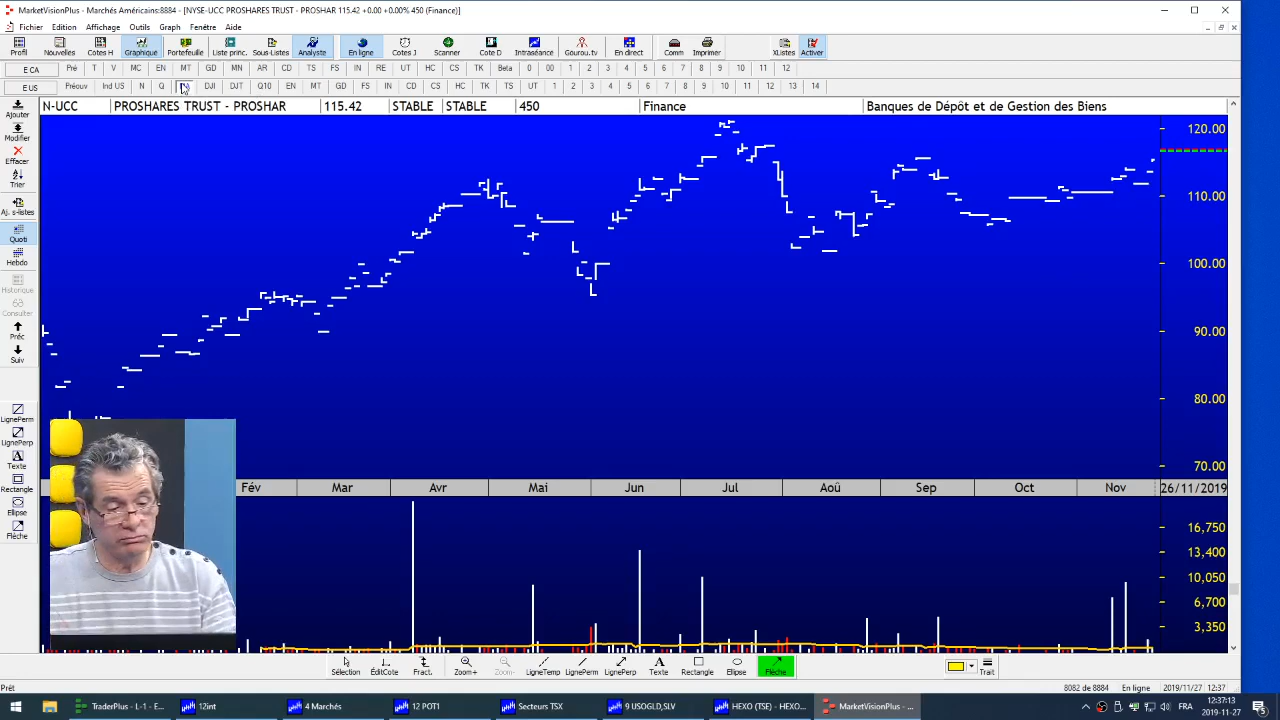 MarketVisionPlus - Marchés Américains:8884 - [NYSE-UCC PROSHARES TRUST - PROSHAR 115.42 +0.00 +0.00% 450 (Finance)]
Fichier Edition Affichage Outils Graph Fenêtre Aide
Profil Nouvelles Cotes H Graphique Portefeuille Liste princ. Sous Listes Analyste En ligne Cotes J Scanner Cote D Intraséance Gourou.tv En direct Comm Imprimer XListes Activer
E CA Pré T V MC EN MT GD MN AR CD TS FS IN RE UT HC CS TK Beta 0 00 1 2 3 4 5 6 7 8 9 10 11 12
E US Préouv Ind US N Q DJI DJT Q10 EN MT GD FS IN CD CS HC TK TS UT 1 2 3 4 5 6 7 8 9 10 11 12 13 14
N-UCC PROSHARES TRUST - PROSHAR 115.42 STABLE STABLE 450 Finance Banques de Dépôt et de Gestion des Biens
Ajouter
Modifier
Effacer
Trier
Aj. s-listes
Quoti
Hebdo
Historique
Consulter
Préc
Suiv
LignePerm
LignePerp
Texte
Rectangle
Ellipse
Flèche
120.00
110.00
100.00
90.00
80.00
70.00
Fév Mar Avr Mai Jun Jul Aoû Sep Oct Nov 26/11/2019
16,750
13,400
10,050
6,700
3,350
Sélection ÉditCote Fract. Zoom+ Zoom- LigneTemp LignePerm LignePerp Texte Rectangle Ellipse Flèche Trait
Prêt 8082 de 8884 En ligne 2019/11/27 12:37
TraderPlus - L-1 - E... 12int 4 Marchés 12 POT1 Secteurs TSX 9 USOGLD,SLV HEXO (TSE) - HEXO... MarketVisionPlus - ... FRA 12:37:13
2019-11-27
5